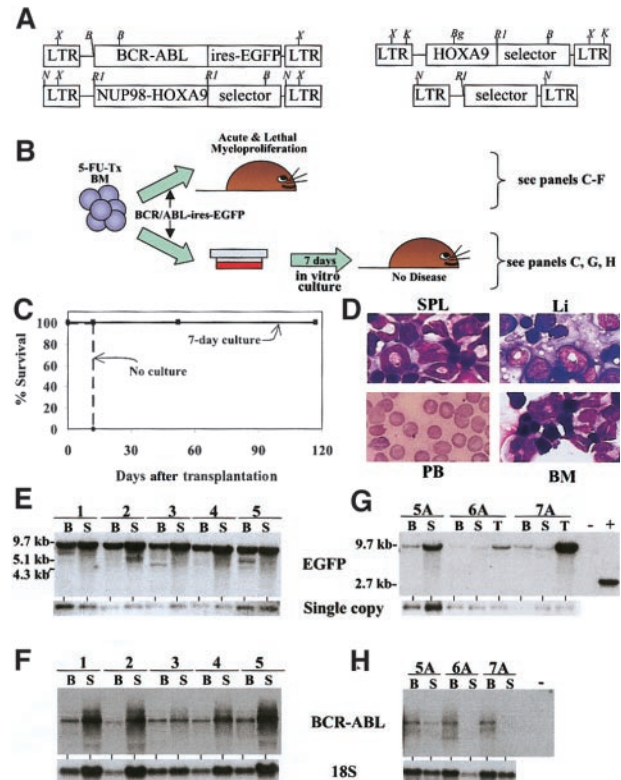 A
X B B X
LTR BCR-ABL ires-EGFP LTR
N X RI RI B N X
LTR NUP98-HOXA9 selector LTR
X K Bg RI B X K
LTR HOXA9 selector LTR
N RI B N
LTR selector LTR
B
5-FU-Tx
BM
Acute & Lethal
Myeloproliferation
BCR/ABL-ires-EGFP
see panels C-F
7 days
in vitro
culture
No Disease
see panels C, G, H
C
% Survival
100
80
60
40
20
0
7-day culture
No culture
0 30 60 90 120
Days after transplantation
D
SPL Li
PB BM
E
1 2 3 4 5
B S B S B S B S B S
9.7 kb
5.1 kb
4.3 kb
EGFP
Single copy
G
5A 6A 7A
B S B S T B S T - +
9.7 kb
2.7 kb
F
1 2 3 4 5
B S B S B S B S B S
BCR-ABL
18S
H
5A 6A 7A
B S B S B S -